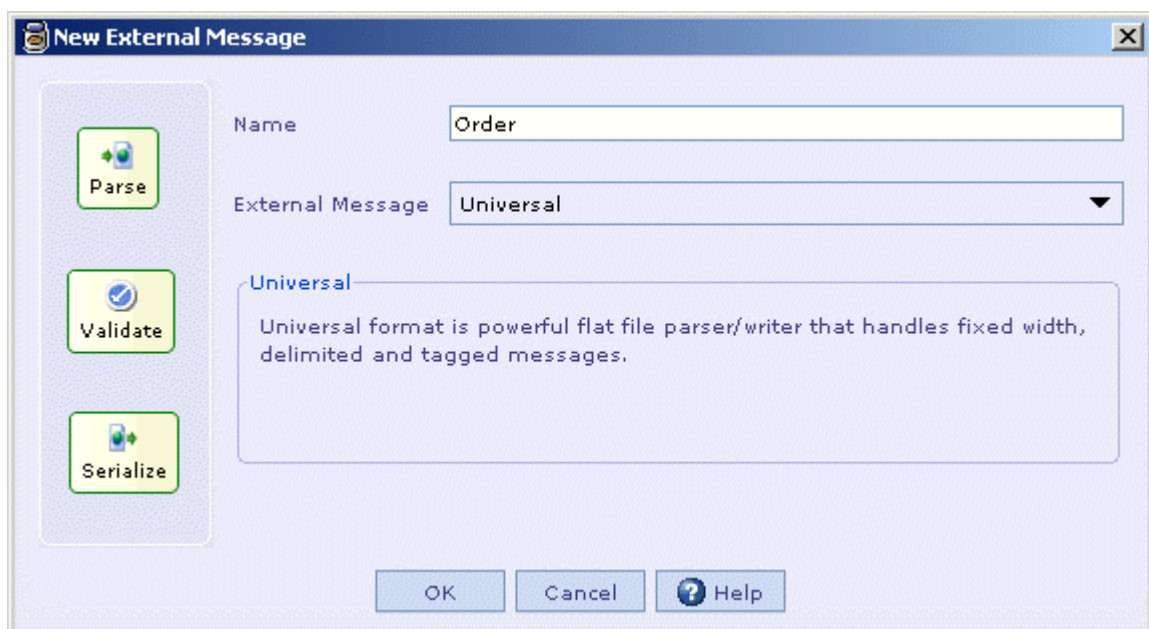 New External Message
Parse
Validate
Serialize
Name
Order
External Message
Universal
Universal
Universal format is powerful flat file parser/writer that handles fixed width,
delimited and tagged messages.
OK
Cancel
Help